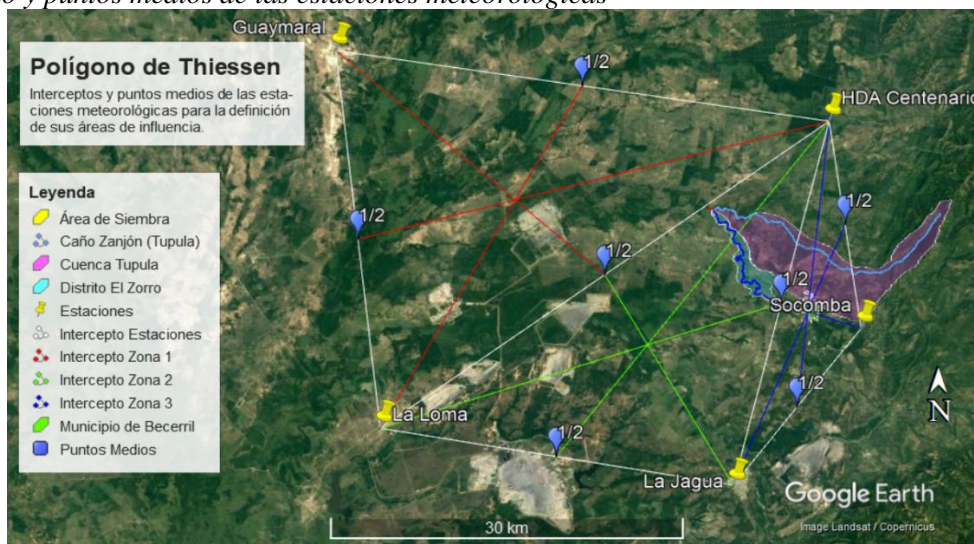 o y puntos medios de las estaciones meteorológicas
Guaymaral
Polígono de Thiessen
Interceptos y puntos medios de las esta-
ciones meteorológicas para la definición
de sus áreas de influencia.
1/2
HDA Centenario
Leyenda
Área de Siembra
Caño Zanjón (Tupula)
Cuenca Tupula
Distrito El Zorro
Estaciones
Intercepto Estaciones
Intercepto Zona 1
Intercepto Zona 2
Intercepto Zona 3
Municipio de Becerril
Puntos Medios
1/2
1/2
1/2
1/2
Socomba
1/2
La Loma
1/2
La Jagua
N
Google Earth
Image Landsat / Copernicus
30 km